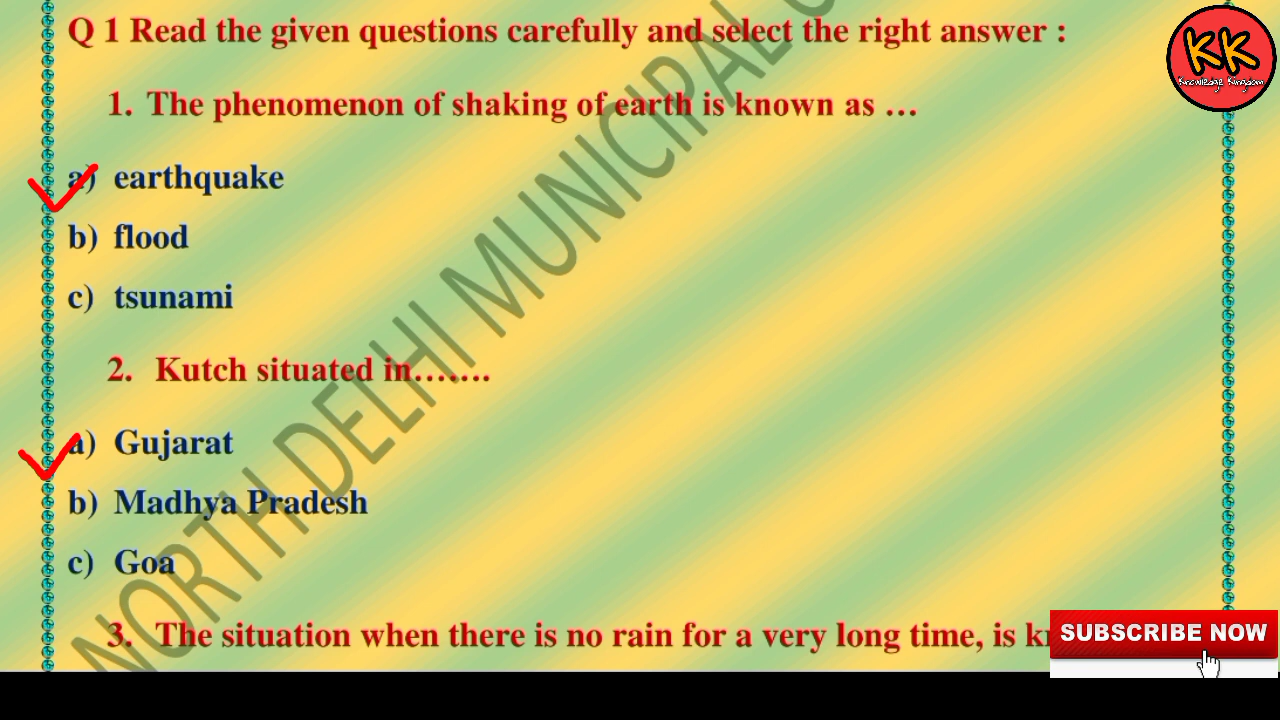 Q 1 Read the given questions carefully and select the right answer :
KK
Knowledge Kingdom
1. The phenomenon of shaking of earth is known as …
a) earthquake
b) flood
c) tsunami
2. Kutch situated in…….
a) Gujarat
b) Madhya Pradesh
c) Goa
3. The situation when there is no rain for a very long time, is
SUBSCRIBE NOW
NORTH DELHI MUNICIPAL